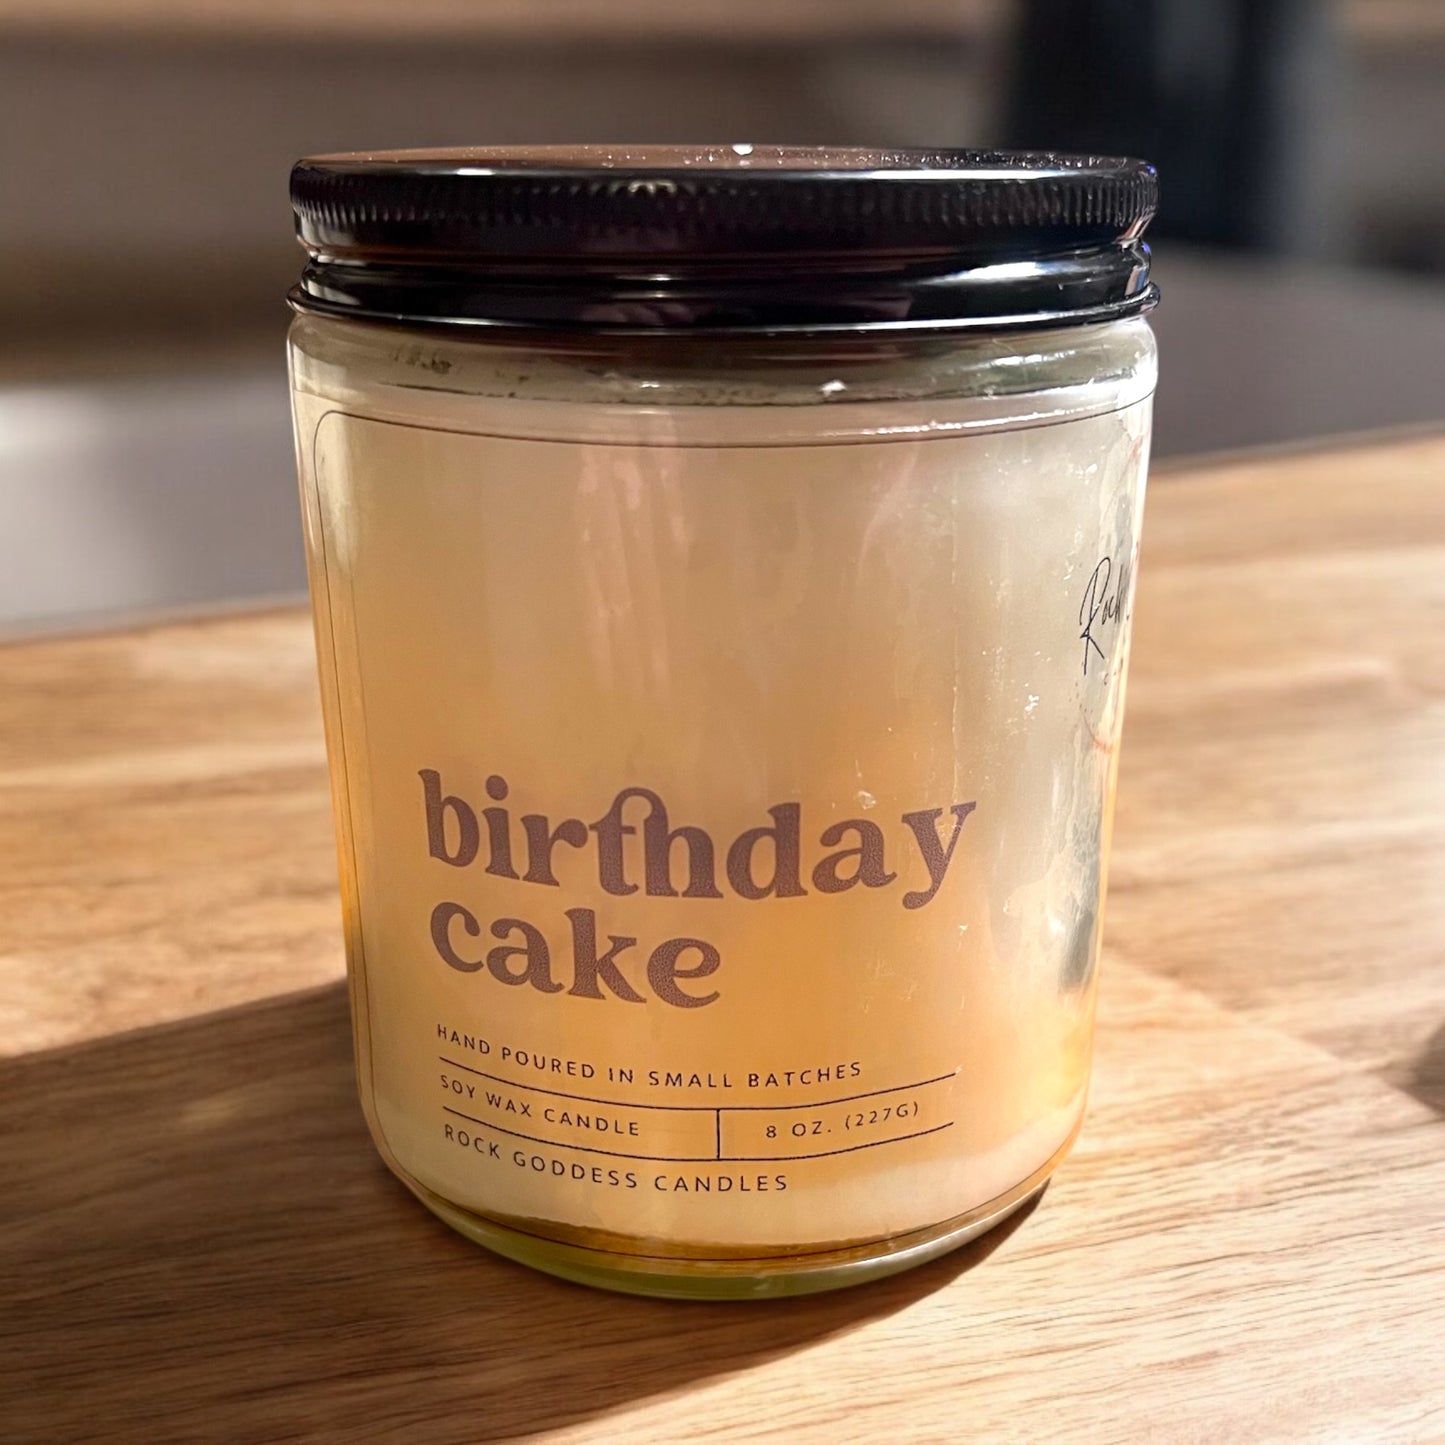 birthday
cake
HAND POURED IN SMALL BATCHES
SOY WAX CANDLE
8 OZ. (227G)
ROCK GODDESS CANDLES